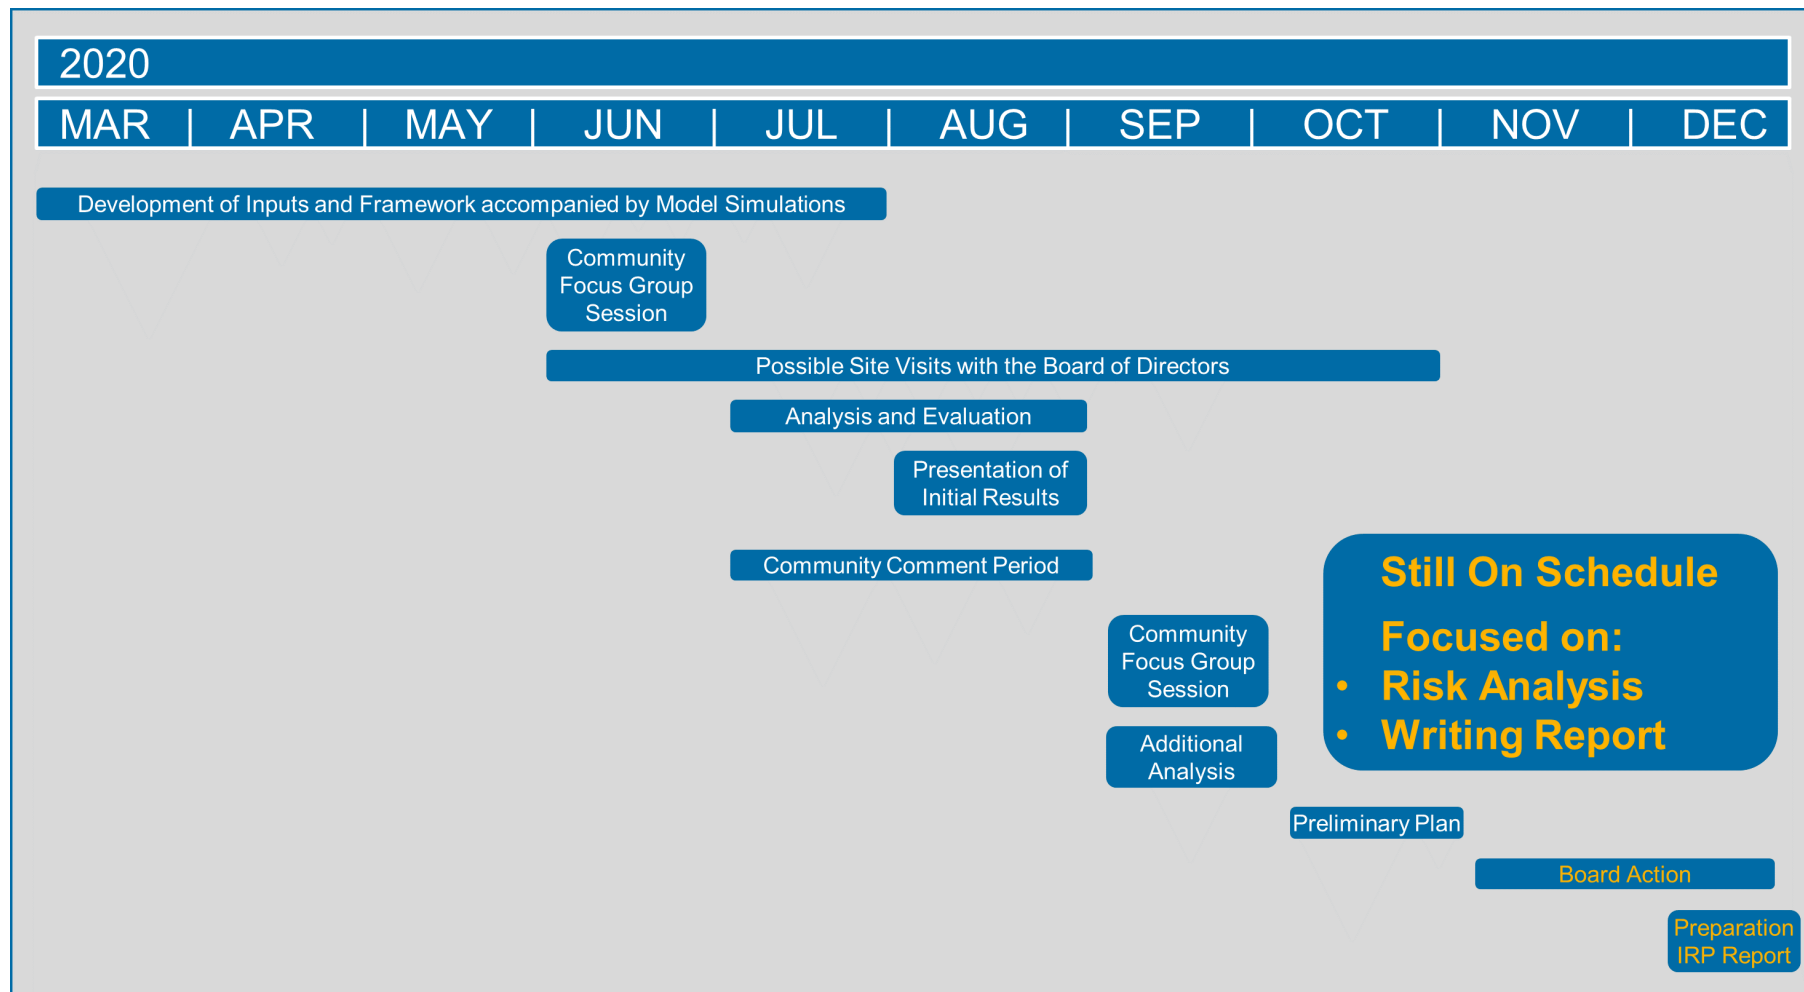 2020
MAR | APR | MAY | JUN | JUL | AUG | SEP | OCT | NOV | DEC
Development of Inputs and Framework accompanied by Model Simulations
Community
Focus Group
Session
Possible Site Visits with the Board of Directors
Analysis and Evaluation
Presentation of
Initial Results
Community Comment Period
Still On Schedule
Focused on:
• Risk Analysis
• Writing Report
Community
Focus Group
Session
Additional
Analysis
Preliminary Plan
Board Action
Preparation
IRP Report